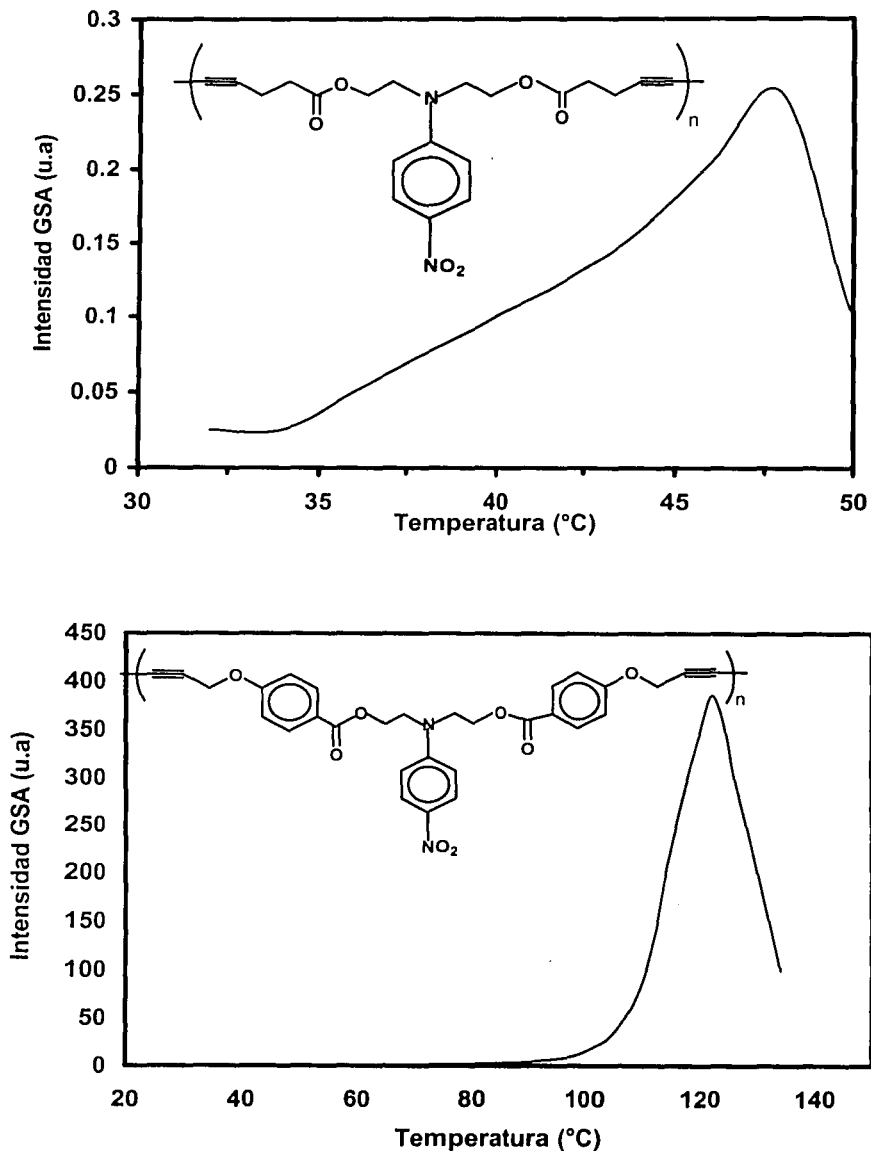 Intensidad GSA (u.a)
0.3
0.25
0.2
0.15
0.1
0.05
0
O
O
N
O
O
n
NO2
30
35
40
45
50
Temperatura (°C)
Intensidad GSA (u.a)
450
400
350
300
250
200
150
100
50
0
O
O
n
O
N
O
O
O
NO2
20
40
60
80
100
120
140
Temperatura (°C)